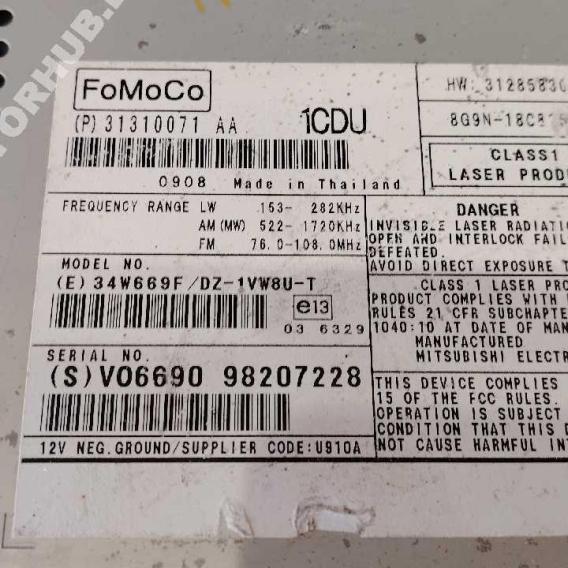 FoMoCo
(P) 31310071 AA 1CDU
0908 Made in Thailand
HW: 3128583
8G9N-18C8
CLASS1
LASER PRODU
FREQUENCY RANGE LW .153- 282KHz
AM (MW) 522- 1720KHz
FM 76.0-108.0MHz
DANGER
INVISIBLE LASER RADIATI
OPEN AND INTERLOCK FAIL
DEFEATED.
AVOID DIRECT EXPOSURE T
MODEL NO.
(E) 34W669F/DZ-1VW8U-T
e13
03 6329
CLASS 1 LASER PROD
PRODUCT COMPLIES WITH
RULES 21 CFR SUBCHAPTE
1040:10 AT DATE OF MAN
MANUFACTURED
MITSUBISHI ELECTR
SERIAL NO.
(S) V06690 98207228
THIS DEVICE COMPLIES
15 OF THE FCC RULES.
OPERATION IS SUBJECT
CONDITION THAT THIS D
NOT CAUSE HARMFUL INT
12V NEG.GROUND/SUPPLIER CODE:U910A